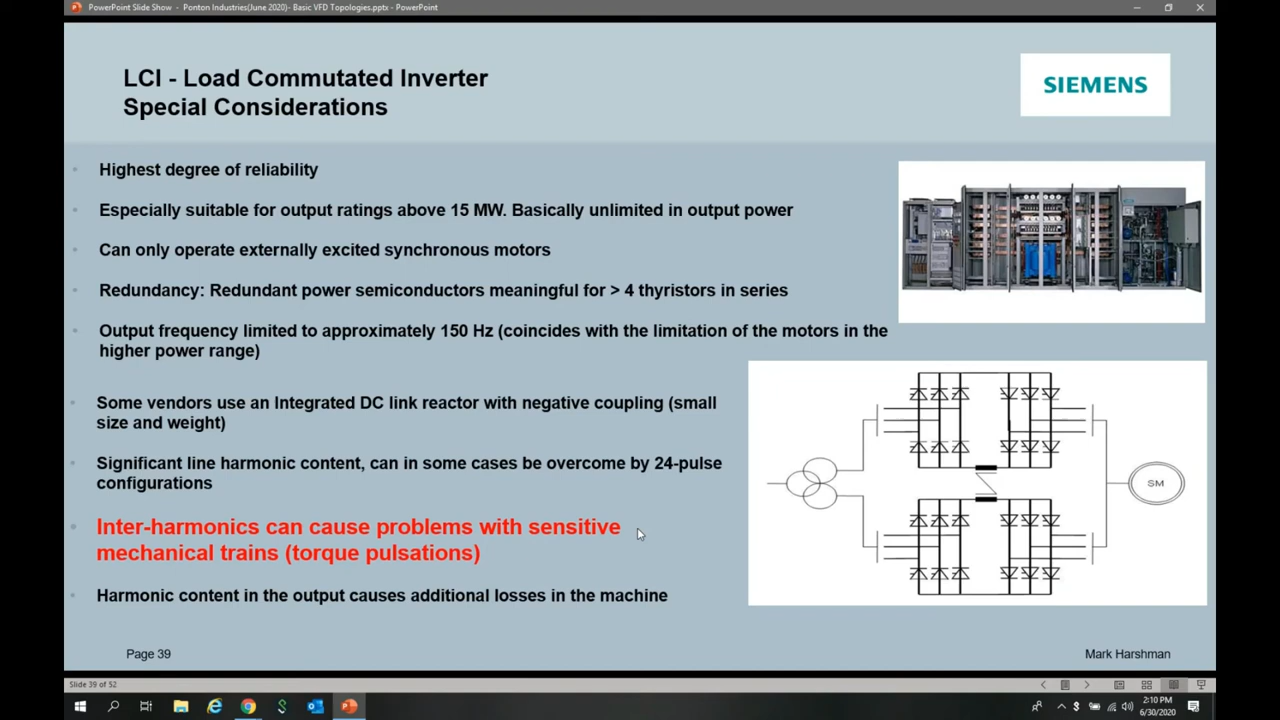 PowerPoint Slide Show - Ponton Industries(June 2020)- Basic VFD Topologies.pptx - PowerPoint
LCI - Load Commutated Inverter
Special Considerations
SIEMENS
Highest degree of reliability
Especially suitable for output ratings above 15 MW. Basically unlimited in output power
Can only operate externally excited synchronous motors
Redundancy: Redundant power semiconductors meaningful for > 4 thyristors in series
Output frequency limited to approximately 150 Hz (coincides with the limitation of the motors in the
higher power range)
Some vendors use an Integrated DC link reactor with negative coupling (small
size and weight)
Significant line harmonic content, can in some cases be overcome by 24-pulse
configurations
Inter-harmonics can cause problems with sensitive
mechanical trains (torque pulsations)
Harmonic content in the output causes additional losses in the machine
SM
Page 39
Mark Harshman
Slide 39 of 52
2:10 PM
6/30/2020